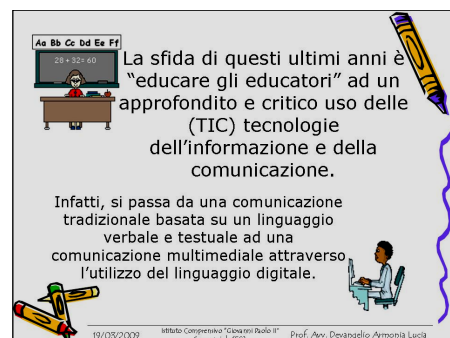 Aa Bb Cc Dd Ee Ff
28 + 32 = 60
La sfida di questi ultimi anni è
“educare gli educatori” ad un
approfondito e critico uso delle
(TIC) tecnologie
dell’informazione e della
comunicazione.
Infatti, si passa da una comunicazione
tradizionale basata su un linguaggio
verbale e testuale ad una
comunicazione multimediale attraverso
l’utilizzo del linguaggio digitale.
19/03/2009
Istituto Comprensivo "Giovanni Paolo II"
Prof. Avv. Devangelio Armonia Lucia